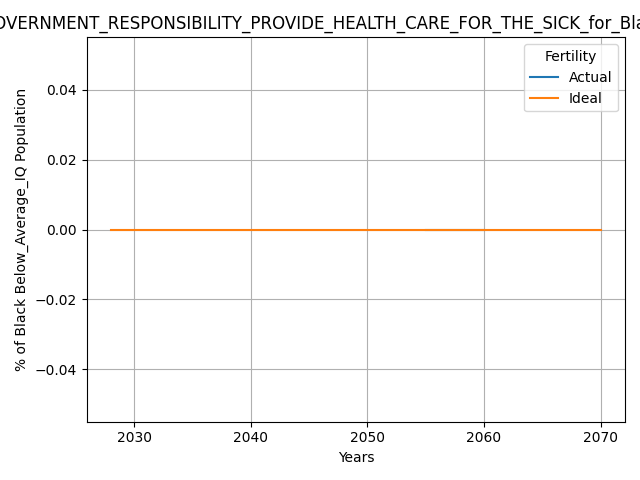 OVERNMENT_RESPONSIBILITY_PROVIDE_HEALTH_CARE_FOR_THE_SICK_for_Bla
Fertility
Actual
Ideal
0.04
0.02
0.00
−0.02
−0.04
% of Black Below_Average_IQ Population
2030 2040 2050 2060 2070
Years